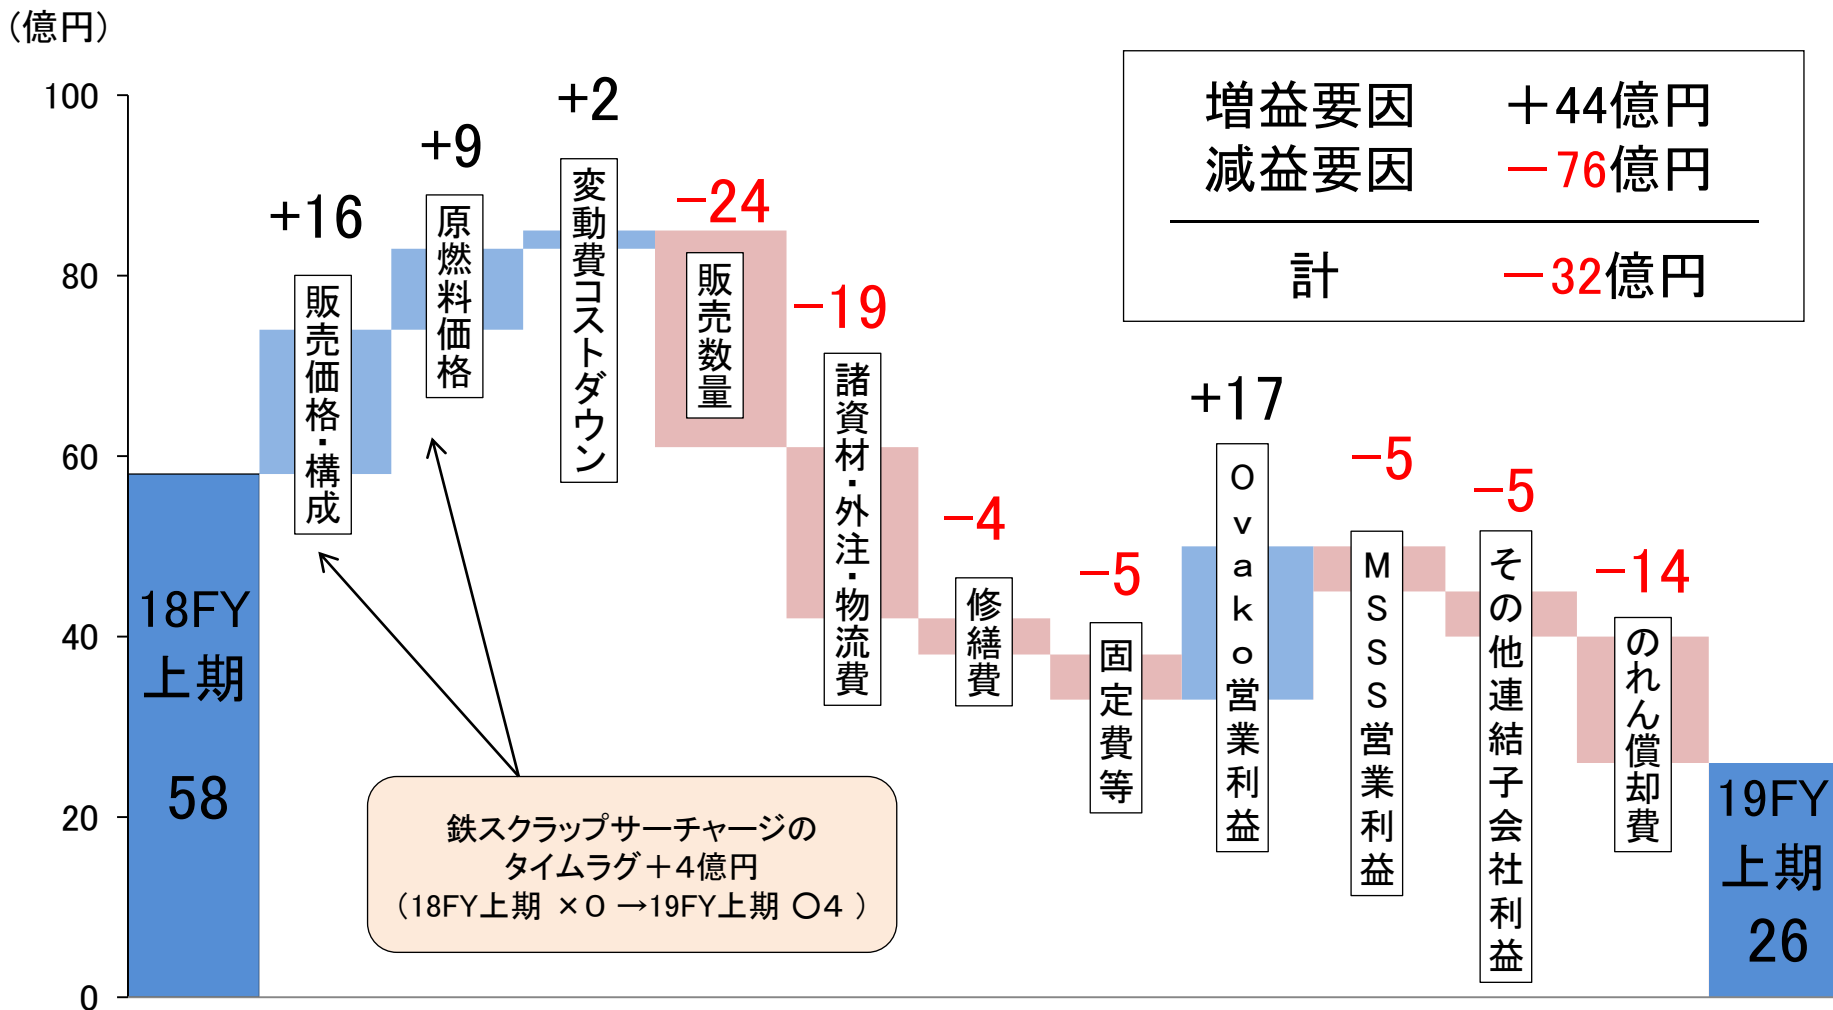 （億円）
100
80
60
40
20
0
18FY
上期
58
+16
販売価格・構成
+9
原燃料価格
+2
変動費コストダウン
－24
販売数量
－19
諸資材・外注・物流費
－4
修繕費
－5
固定費等
+17
Ovako営業利益
－5
MSSS営業利益
－5
その他連結子会社利益
－14
のれん償却費
19FY
上期
26
増益要因 ＋44億円
減益要因 －76億円
計 －32億円
鉄スクラップサーチャージの
タイムラグ＋4億円
（18FY上期 ×0 →19FY上期 〇4 ）